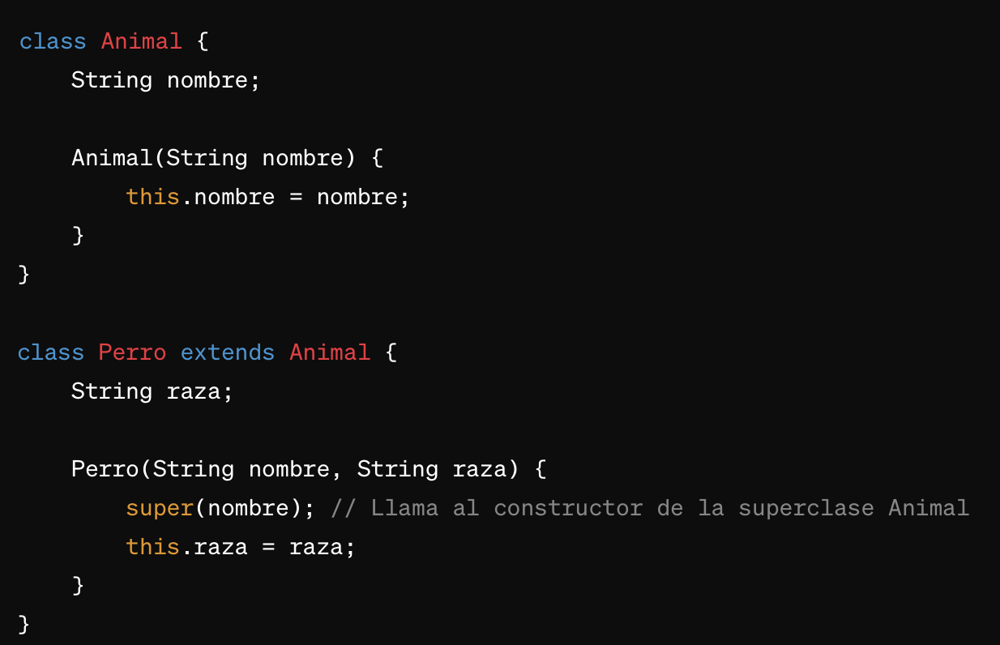 class Animal {
    String nombre;

    Animal(String nombre) {
        this.nombre = nombre;
    }
}

class Perro extends Animal {
    String raza;

    Perro(String nombre, String raza) {
        super(nombre); // Llama al constructor de la superclase Animal
        this.raza = raza;
    }
}